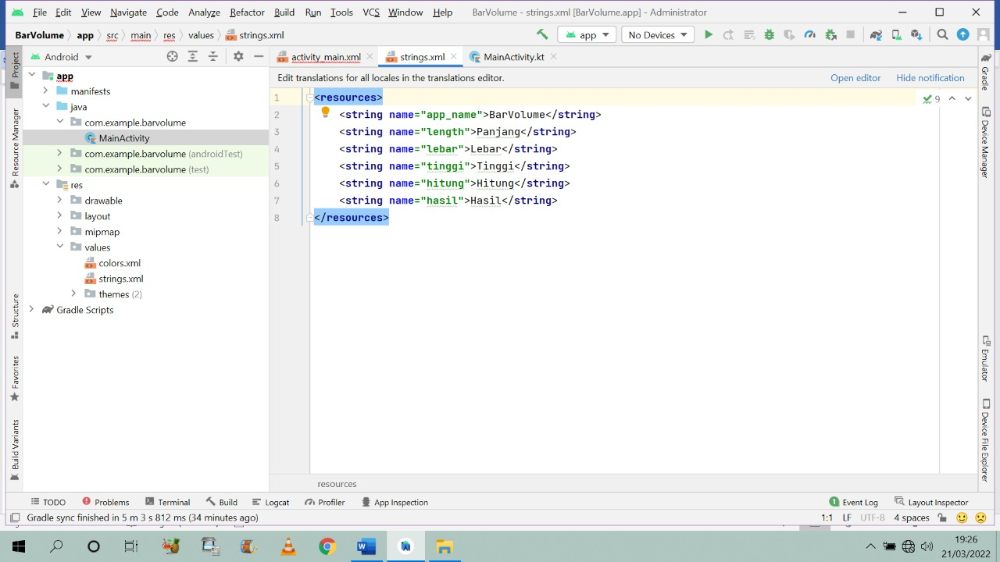 File Edit View Navigate Code Analyze Refactor Build Run Tools VCS Window Help BarVolume - strings.xml [BarVolume.app] - Administrator
BarVolume app src main res values strings.xml app No Devices
Android activity_main.xml strings.xml MainActivity.kt
Edit translations for all locales in the translations editor. Open editor Hide notification
Project
Resource Manager
Structure
Favorites
Build Variants
app
manifests
java
com.example.barvolume
MainActivity
com.example.barvolume (androidTest)
com.example.barvolume (test)
res
drawable
layout
mipmap
values
colors.xml
strings.xml
themes (2)
Gradle Scripts
1 <resources>
2 <string name="app_name">BarVolume</string>
3 <string name="length">Panjang</string>
4 <string name="lebar">Lebar</string>
5 <string name="tinggi">Tinggi</string>
6 <string name="hitung">Hitung</string>
7 <string name="hasil">Hasil</string>
8 </resources>
9
Gradle
Device Manager
Emulator
Device File Explorer
resources
TODO Problems Terminal Build Logcat Profiler App Inspection 1 Event Log Layout Inspector
Gradle sync finished in 5 m 3 s 812 ms (34 minutes ago) 1:1 LF UTF-8 4 spaces
19:26
21/03/2022